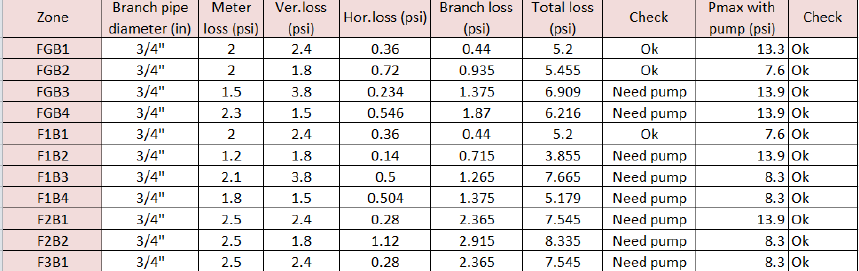 Zone Branch pipe diameter (in) Meter loss (psi) Ver.loss (psi) Hor.loss (psi) Branch loss (psi) Total loss (psi) Check Pmax with pump (psi) Check
FGB1 3/4" 2 2.4 0.36 0.44 5.2 Ok 13.3 Ok
FGB2 3/4" 2 1.8 0.72 0.935 5.455 Ok 7.6 Ok
FGB3 3/4" 1.5 3.8 0.234 1.375 6.909 Need pump 13.9 Ok
FGB4 3/4" 2.3 1.5 0.546 1.87 6.216 Need pump 13.9 Ok
F1B1 3/4" 2 2.4 0.36 0.44 5.2 Ok 7.6 Ok
F1B2 3/4" 1.2 1.8 0.14 0.715 3.855 Need pump 13.9 Ok
F1B3 3/4" 2.1 3.8 0.5 1.265 7.665 Need pump 8.3 Ok
F1B4 3/4" 1.8 1.5 0.504 1.375 5.179 Need pump 8.3 Ok
F2B1 3/4" 2.5 2.4 0.28 2.365 7.545 Need pump 13.9 Ok
F2B2 3/4" 2.5 1.8 1.12 2.915 8.335 Need pump 8.3 Ok
F3B1 3/4" 2.5 2.4 0.28 2.365 7.545 Need pump 8.3 Ok